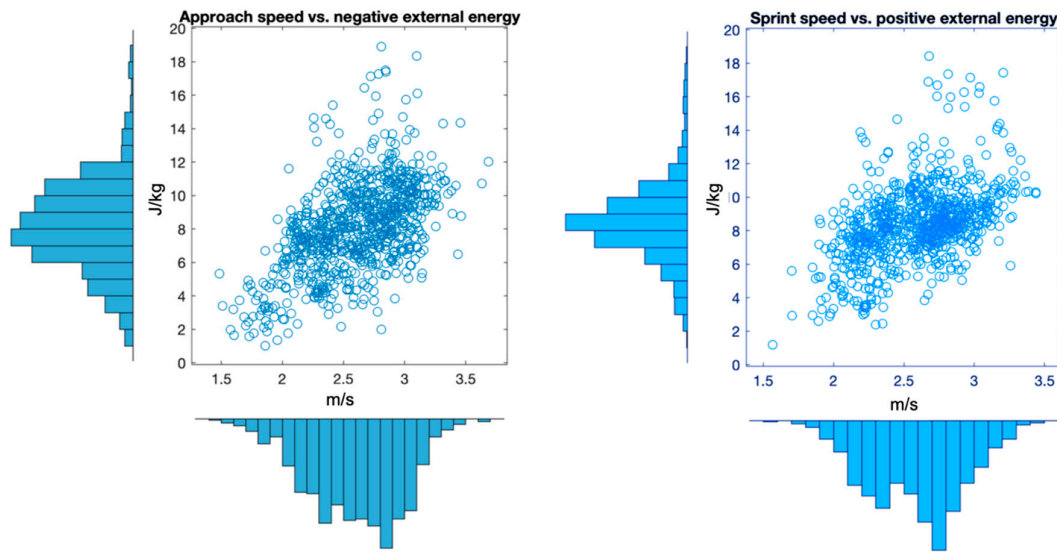 Approach speed vs. negative external energy
20
18
16
14
12
10
8
6
4
2
0
J/kg
1.5 2 2.5 3 3.5
m/s
Sprint speed vs. positive external energy
20
18
16
14
12
10
8
6
4
2
0
J/kg
1.5 2 2.5 3 3.5
m/s